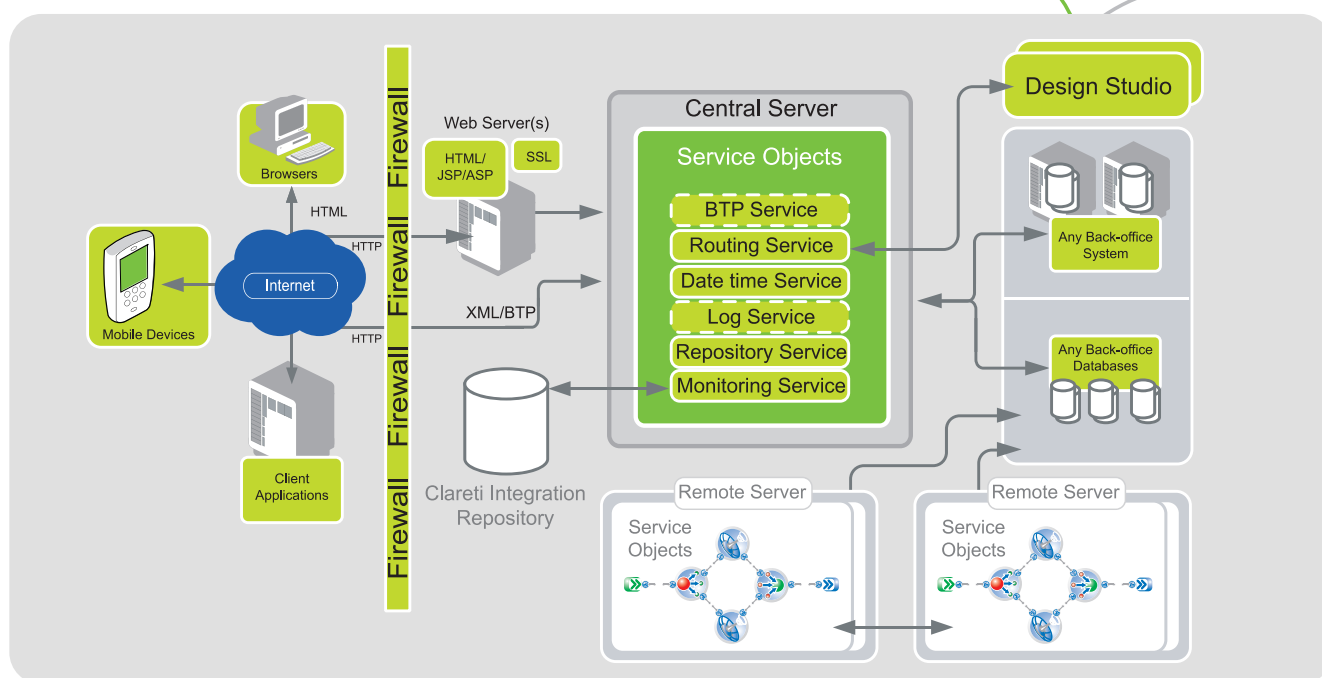 Browsers
HTML
Mobile Devices
Internet
HTTP
HTTP
Client
Applications
Firewall
Firewall
Firewall
Firewall
Web Server(s)
HTML/
JSP/ASP
SSL
XML/BTP
Clareti Integration
Repository
Central Server
Service Objects
BTP Service
Routing Service
Date time Service
Log Service
Repository Service
Monitoring Service
Design Studio
Any Back-office
System
Any Back-office
Databases
Remote Server
Service
Objects
Remote Server
Service
Objects